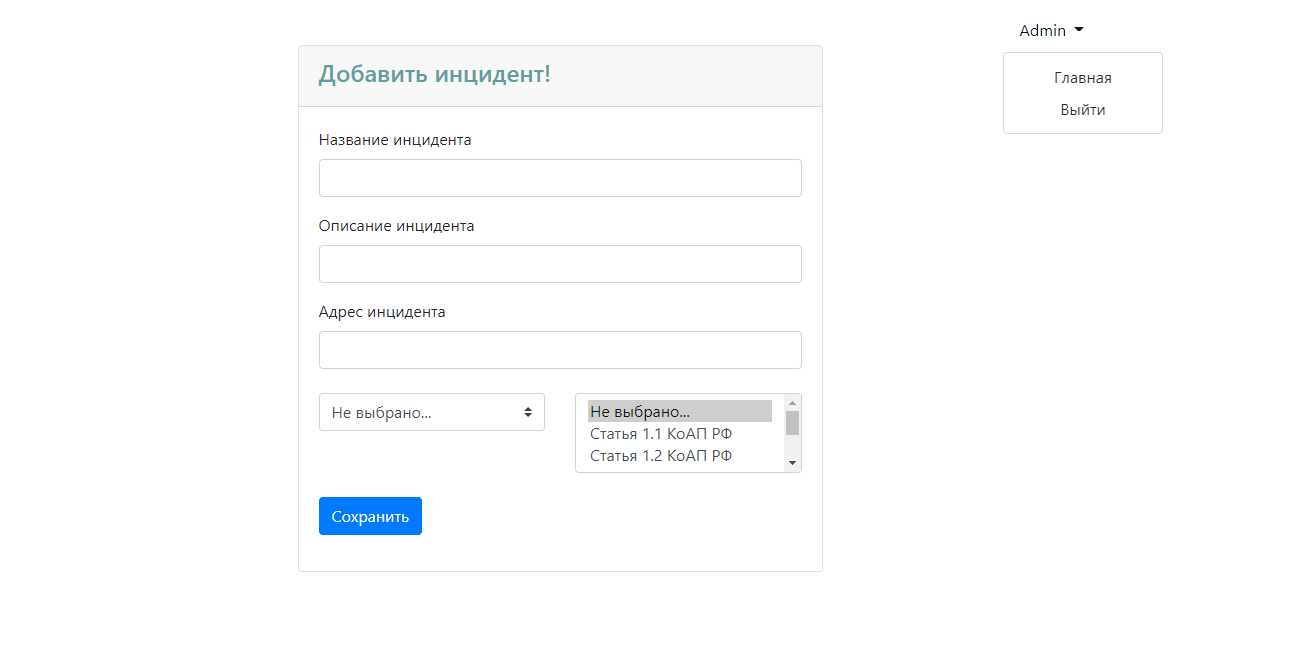 Admin
Главная
Выйти
Добавить инцидент!
Название инцидента
Описание инцидента
Адрес инцидента
Не выбрано...
Не выбрано...
Статья 1.1 КоАП РФ
Статья 1.2 КоАП РФ
Сохранить